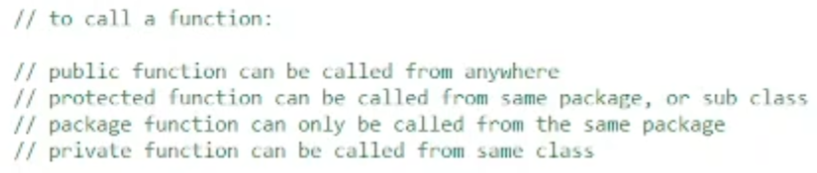 // to call a function:
// public function can be called from anywhere
// protected function can be called from same package, or sub class
// package function can only be called from the same package
// private function can be called from same class